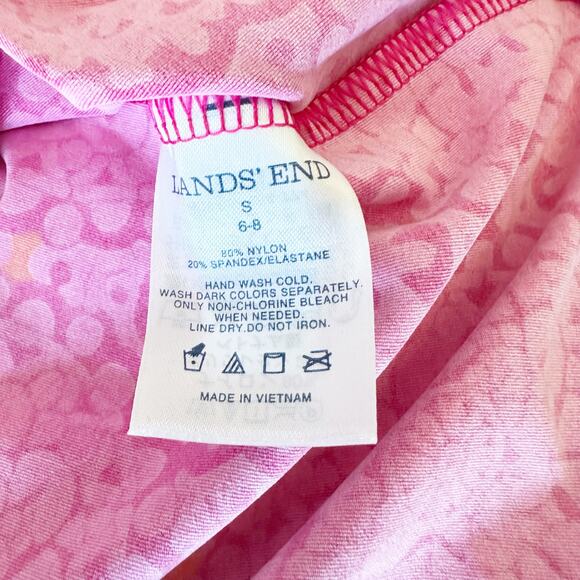 LANDS' END
S
6-8
80% NYLON
20% SPANDEX/ELASTANE
HAND WASH COLD,
WASH DARK COLORS SEPARATELY.
ONLY NON-CHLORINE BLEACH
WHEN NEEDED.
LINE DRY.DO NOT IRON.
MADE IN VIETNAM